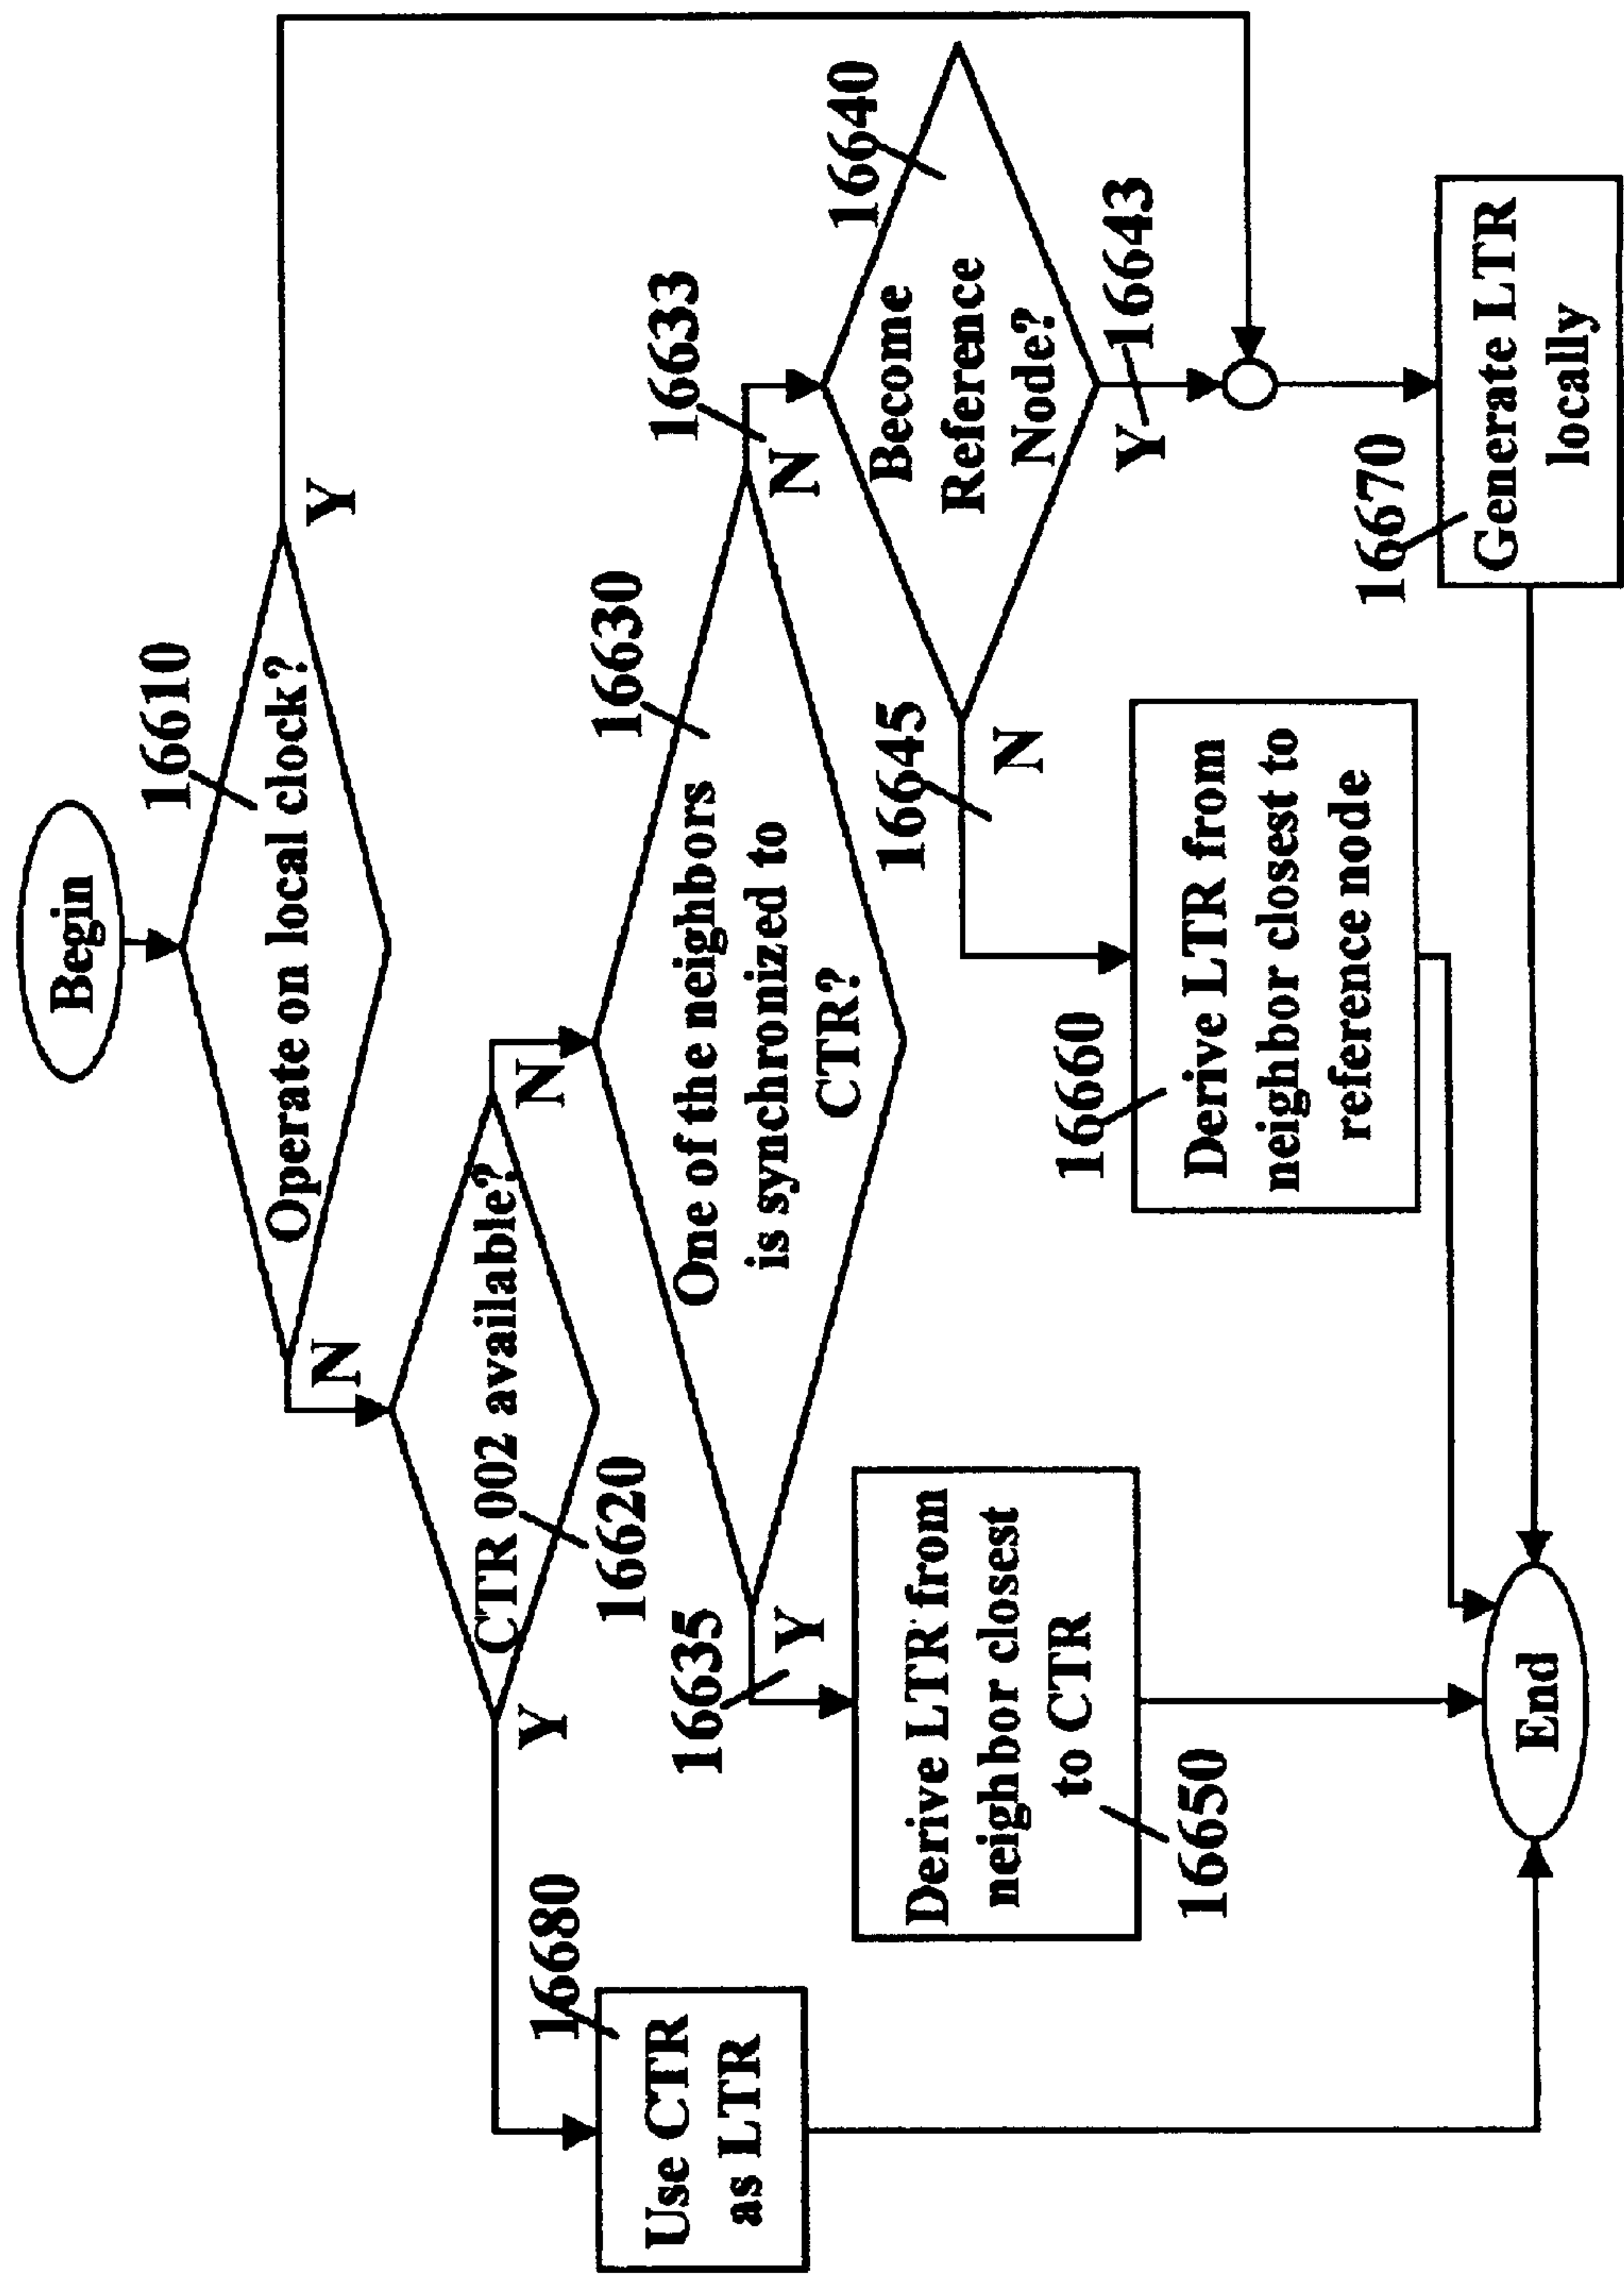 Begin
16610
Operate on local clock?
N
Y
CTR 002 available?
16620
Y
N
16630
One of the neighbors
is synchronized to
CTR?
16633
N
16635
Y
16640
Become
Reference
Node?
16643
Y
16645
N
16680
Use CTR
as LTR
Derive LTR from
neighbor closest
to CTR
16650
16660
Derive LTR from
neighbor closest to
reference node
16670
Generate LTR
locally
End